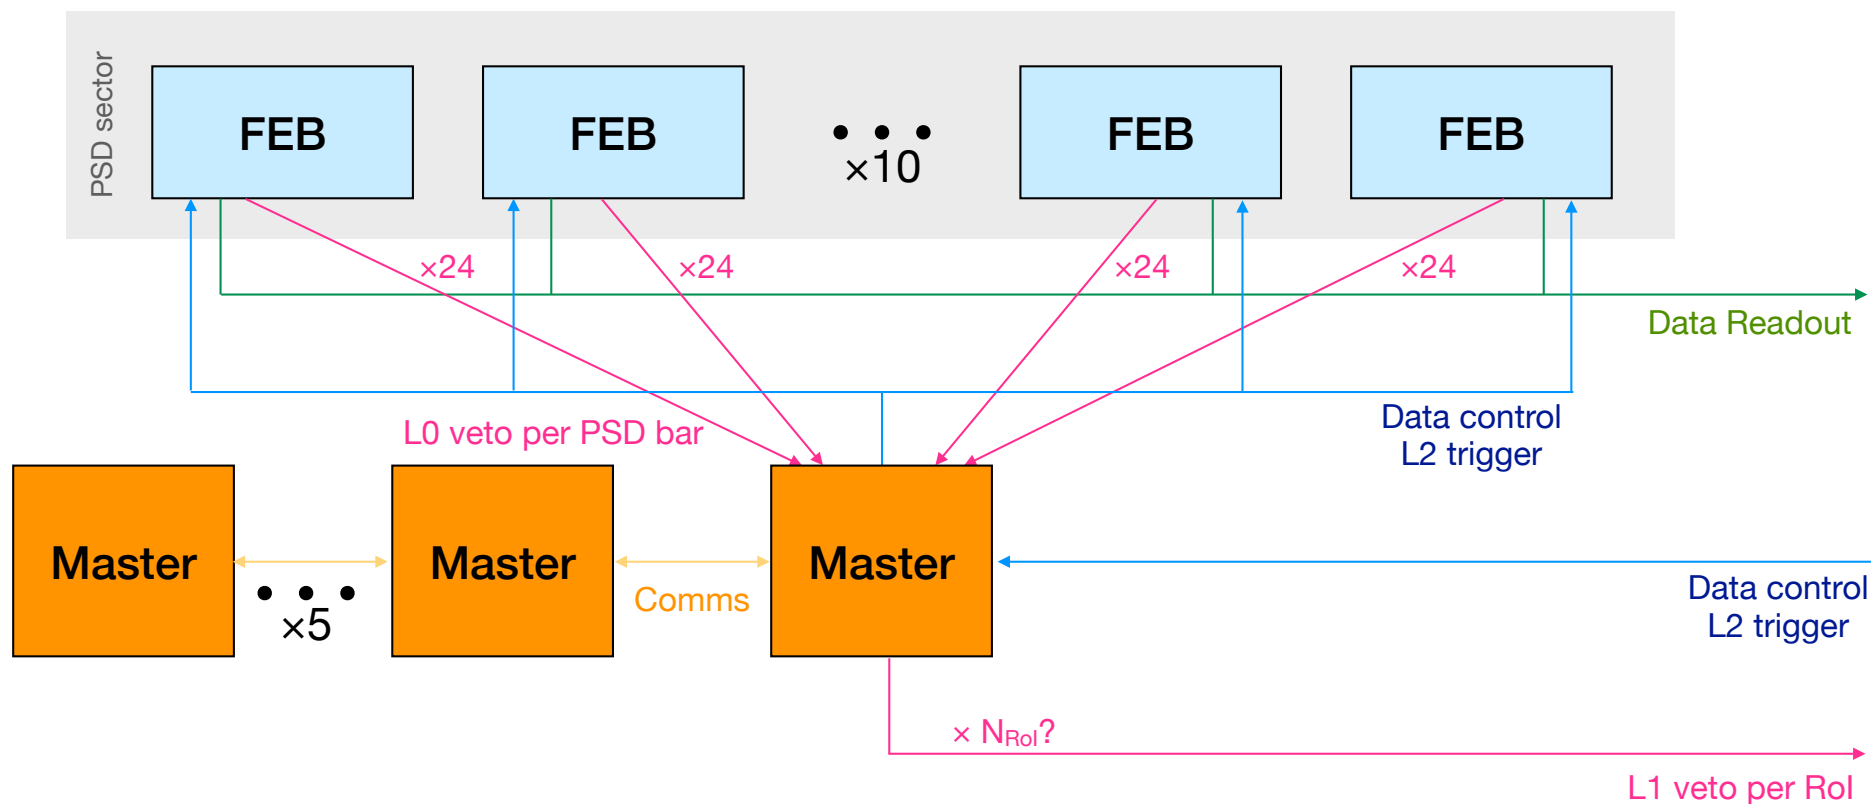 PSD sector
FEB
FEB
×10
FEB
FEB
×24
×24
×24
×24
Data Readout
L0 veto per PSD bar
Data control
L2 trigger
Master
×5
Master
Comms
Master
Data control
L2 trigger
× NRoI?
L1 veto per RoI